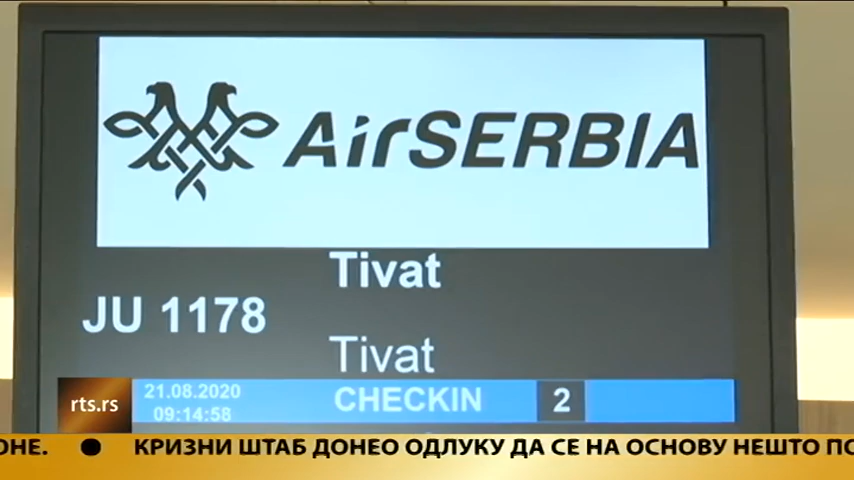 AirSERBIA
Tivat
JU 1178
Tivat
21.08.2020 CHECKIN 2
09:14:58
rts.rs
ОНЕ. ● КРИЗНИ ШТАБ ДОНЕО ОДЛУКУ ДА СЕ НА ОСНОВУ НЕШТО ПО